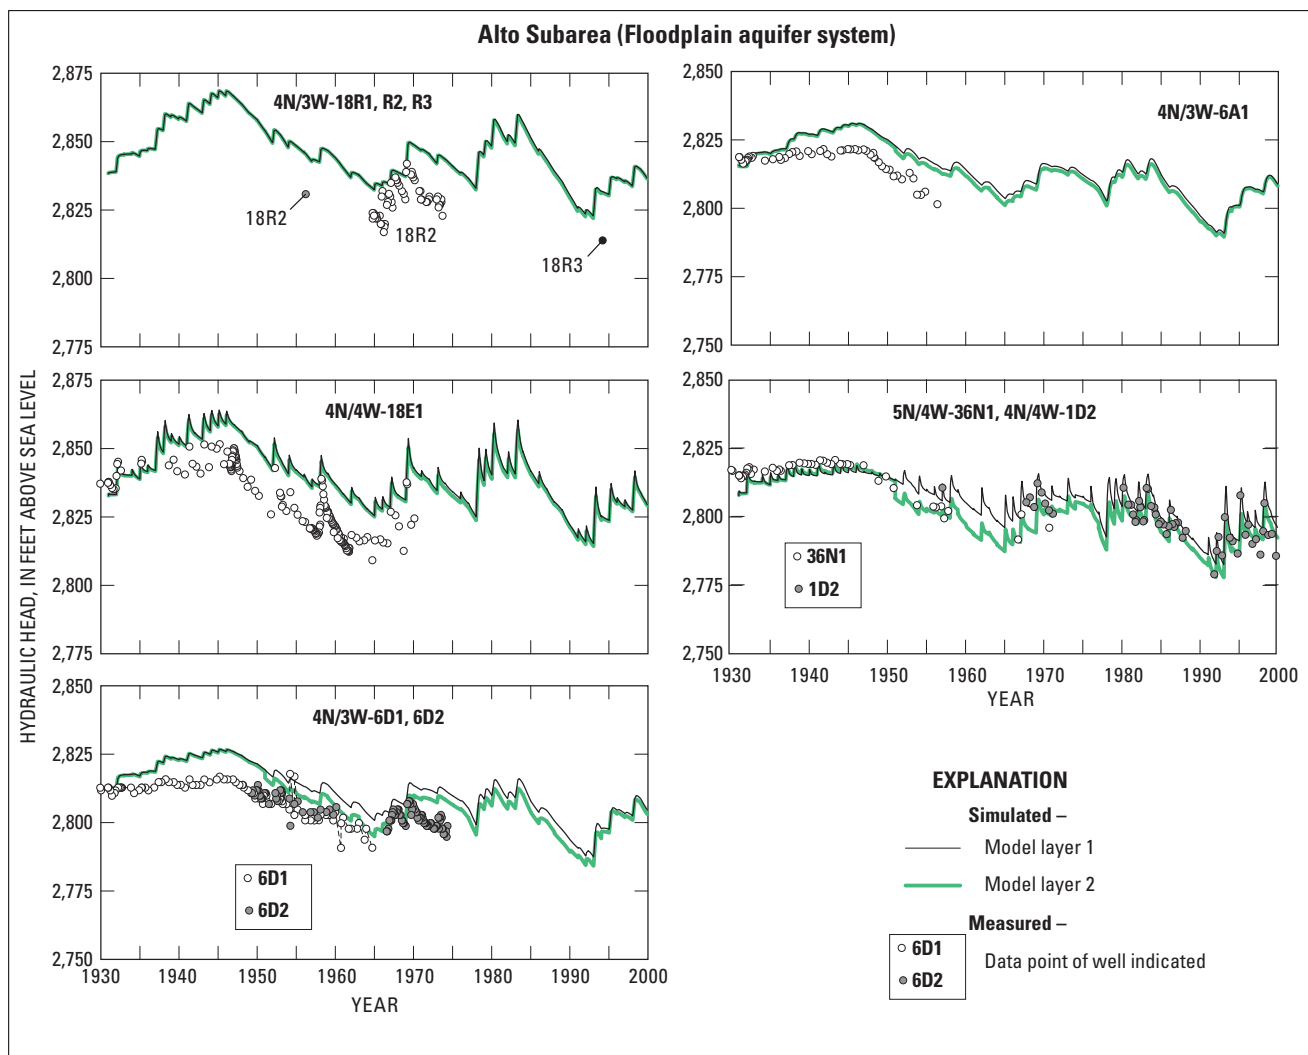 Alto Subarea (Floodplain aquifer system)
HYDRAULIC HEAD, IN FEET ABOVE SEA LEVEL
4N/3W-18R1, R2, R3
2,875
2,850
2,825
2,800
2,775
18R2
18R2
18R3
4N/3W-6A1
2,850
2,825
2,800
2,775
2,750
4N/4W-18E1
2,875
2,850
2,825
2,800
2,775
5N/4W-36N1, 4N/4W-1D2
2,850
2,825
2,800
2,775
2,750
36N1
1D2
1930 1940 1950 1960 1970 1980 1990 2000
YEAR
4N/3W-6D1, 6D2
2,850
2,825
2,800
2,775
2,750
6D1
6D2
1930 1940 1950 1960 1970 1980 1990 2000
YEAR
EXPLANATION
Simulated –
Model layer 1
Model layer 2
Measured –
6D1
6D2
Data point of well indicated